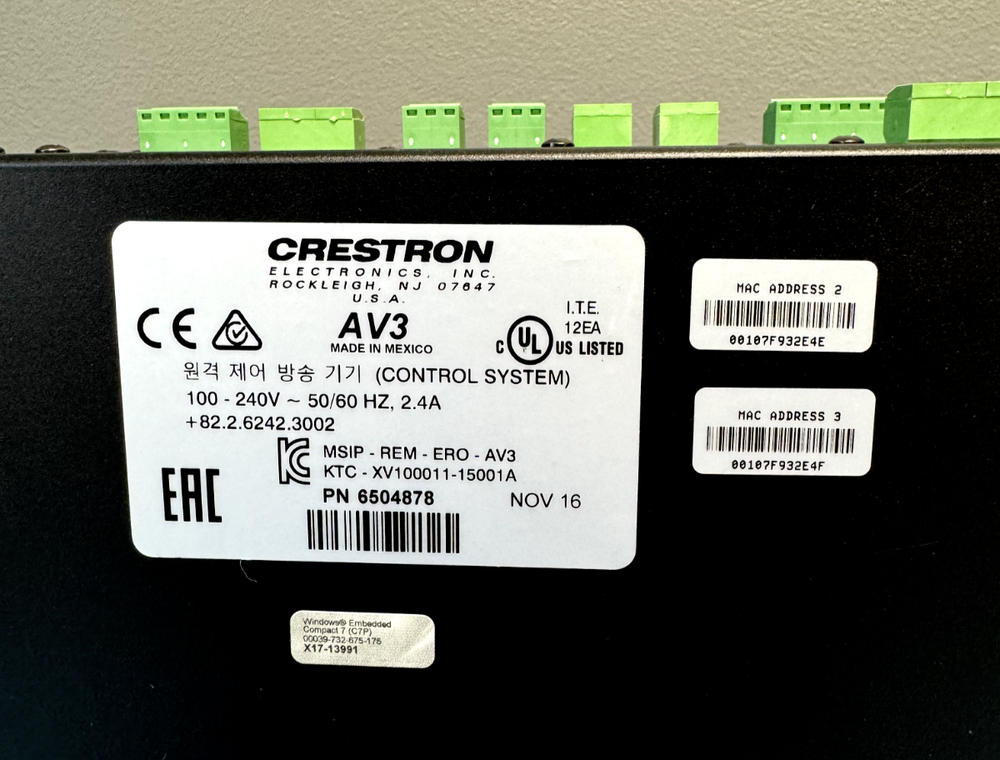 CRESTRON
ELECTRONICS, INC.
ROCKLEIGH, NJ 07647
U.S.A.
CE
AV3
MADE IN MEXICO
I.T.E.
12EA
C UL US LISTED
원격 제어 방송 기기 (CONTROL SYSTEM)
100 - 240V ~ 50/60 HZ, 2.4A
+82.2.6242.3002
KC
MSIP - REM - ERO - AV3
KTC - XV100011-15001A
EAC
PN 6504878
NOV 16
MAC ADDRESS 2
00107F932E4E
MAC ADDRESS 3
00107F932E4F
Windows® Embedded
Compact 7 (C7P)
00039-732-675-175
X17-13991